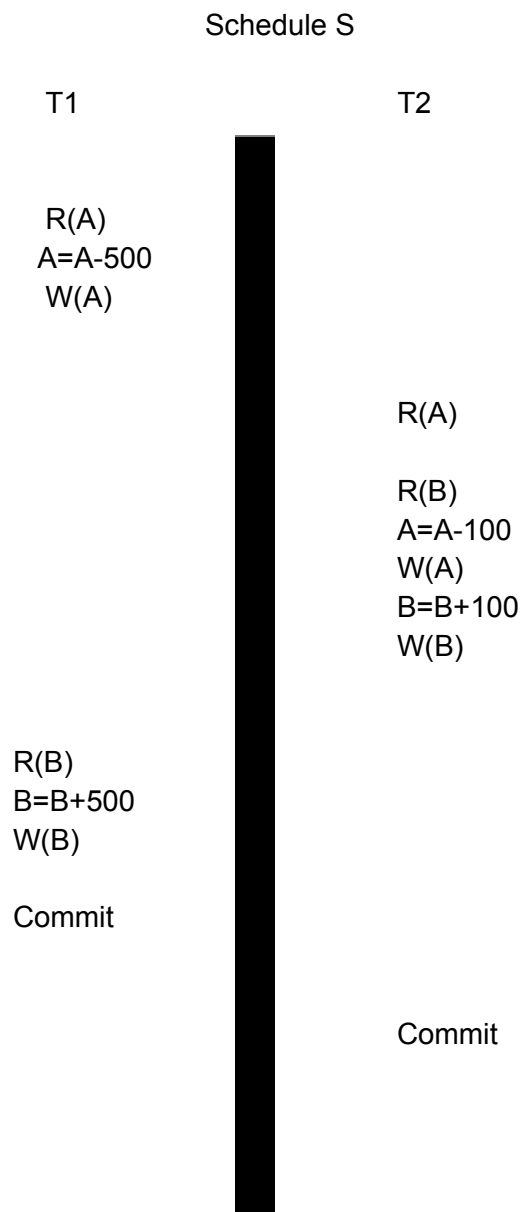 Schedule S
T1 T2
R(A)
A=A-500
W(A)
R(A)
R(B)
A=A-100
W(A)
B=B+100
W(B)
R(B)
B=B+500
W(B)
Commit
Commit